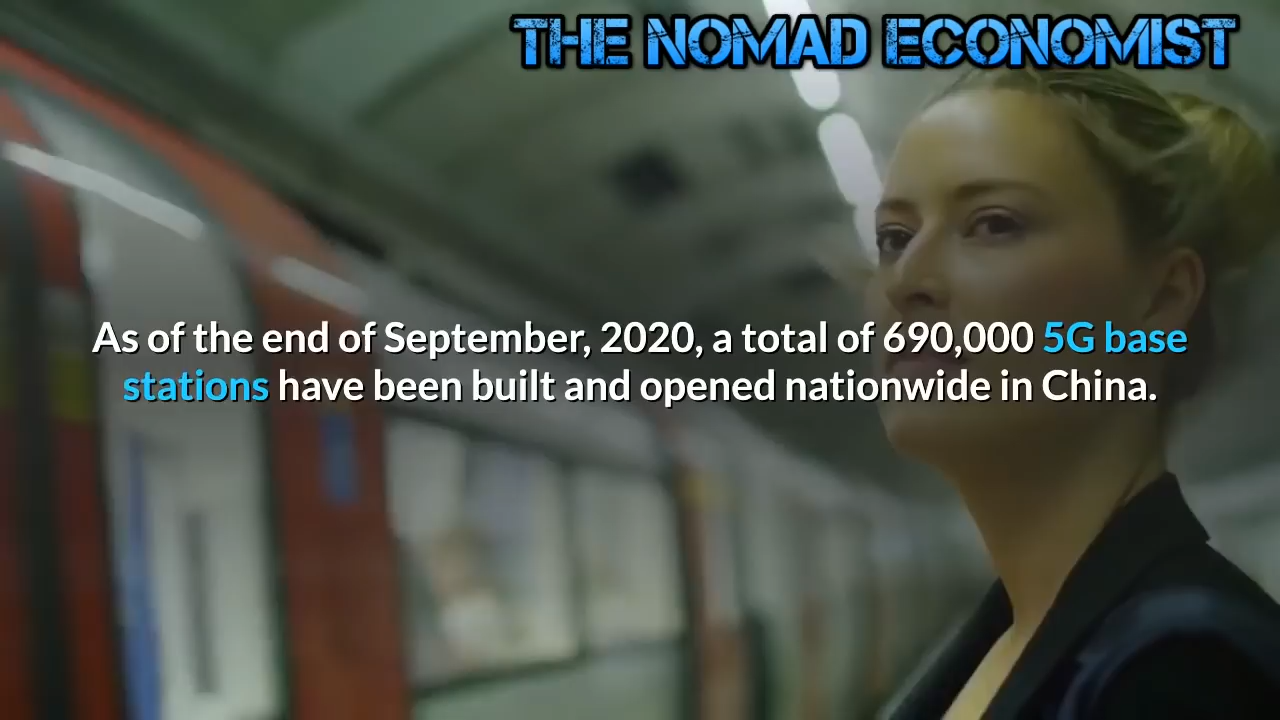 THE NOMAD ECONOMIST
As of the end of September, 2020, a total of 690,000 5G base
stations have been built and opened nationwide in China.